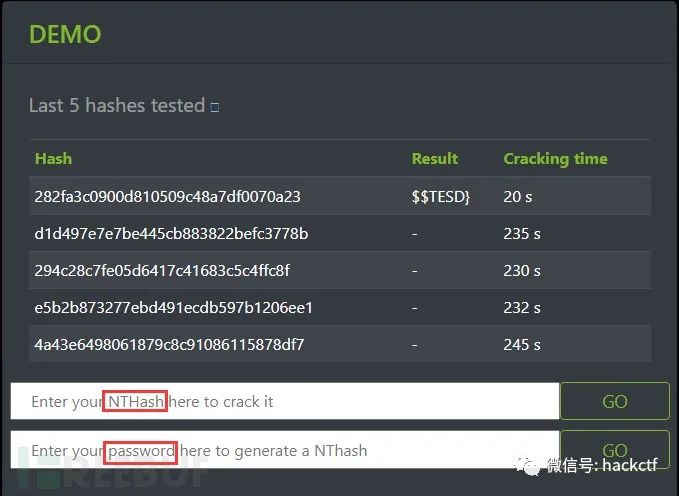 DEMO
Last 5 hashes tested
Hash Result Cracking time
282fa3c0900d810509c48a7df0070a23 $$TESD} 20 s
d1d497e7e7be445cb883822befc3778b - 235 s
294c28c7fe05d6417c41683c5c4ffc8f - 230 s
e5b2b873277ebd491ecdb597b1206ee1 - 232 s
4a43e6498061879c8c91086115878df7 - 245 s
Enter your NTHash here to crack it GO
Enter your password here to generate a NThash GO
FREEBUF
微信号: hackctf